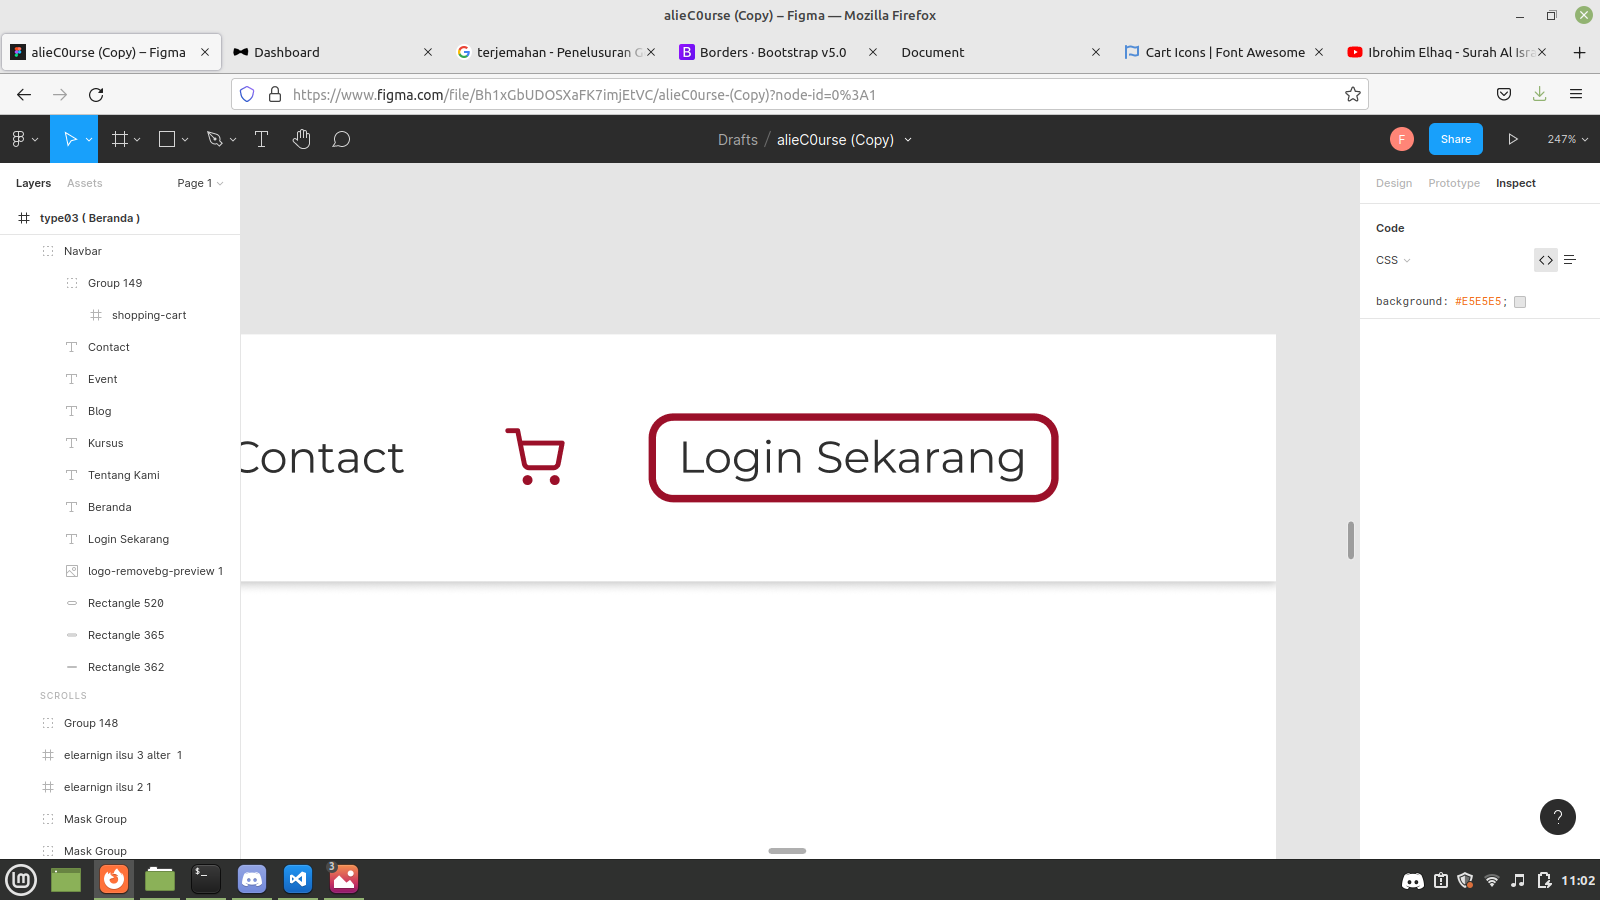 alieC0urse (Copy) – Figma — Mozilla Firefox
alieC0urse (Copy) – Figma
Dashboard
terjemahan - Penelusuran G
Borders · Bootstrap v5.0
Document
Cart Icons | Font Awesome
Ibrohim Elhaq - Surah Al Isra
https://www.figma.com/file/Bh1xGbUDOSXaFK7imjEtVC/alieC0urse-(Copy)?node-id=0%3A1
Drafts / alieC0urse (Copy)
F
Share
247%
Layers
Assets
Page 1
Design
Prototype
Inspect
type03 ( Beranda )
Navbar
Group 149
shopping-cart
Contact
Event
Blog
Kursus
Tentang Kami
Beranda
Login Sekarang
logo-removebg-preview 1
Rectangle 520
Rectangle 365
Rectangle 362
SCROLLS
Group 148
elearnign ilsu 3 alter 1
elearnign ilsu 2 1
Mask Group
Mask Group
Contact
Login Sekarang
Code
CSS
background: #E5E5E5;
?
3
11:02